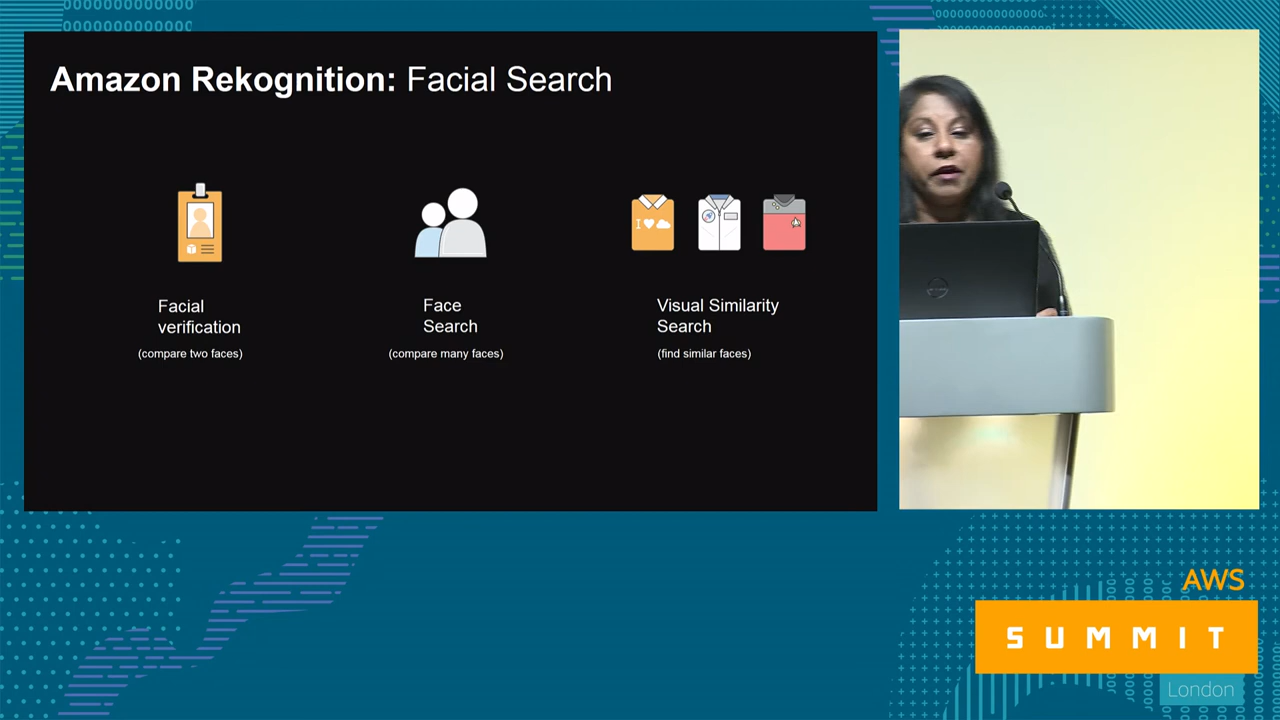 Amazon Rekognition: Facial Search
I
Facial
verification
(compare two faces)
Face
Search
(compare many faces)
Visual Similarity
Search
(find similar faces)
AWS
SUMMIT
London